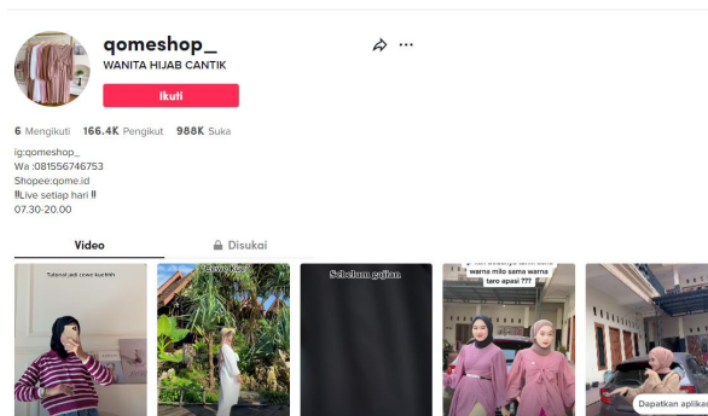 qomeshop_
WANITA HIJAB CANTIK
Ikuti
6 Mengikuti 166.4K Pengikut 988K Suka
ig:qomeshop_
Wa :081556746753
Shopee:qome.id
‼Live setiap hari ‼
07.30-20.00
Video Disukai
Tutorial jadi cewe kue
Sebelum gajian
warna milo sama warna
taro apasi ???
Dapatkan aplikas